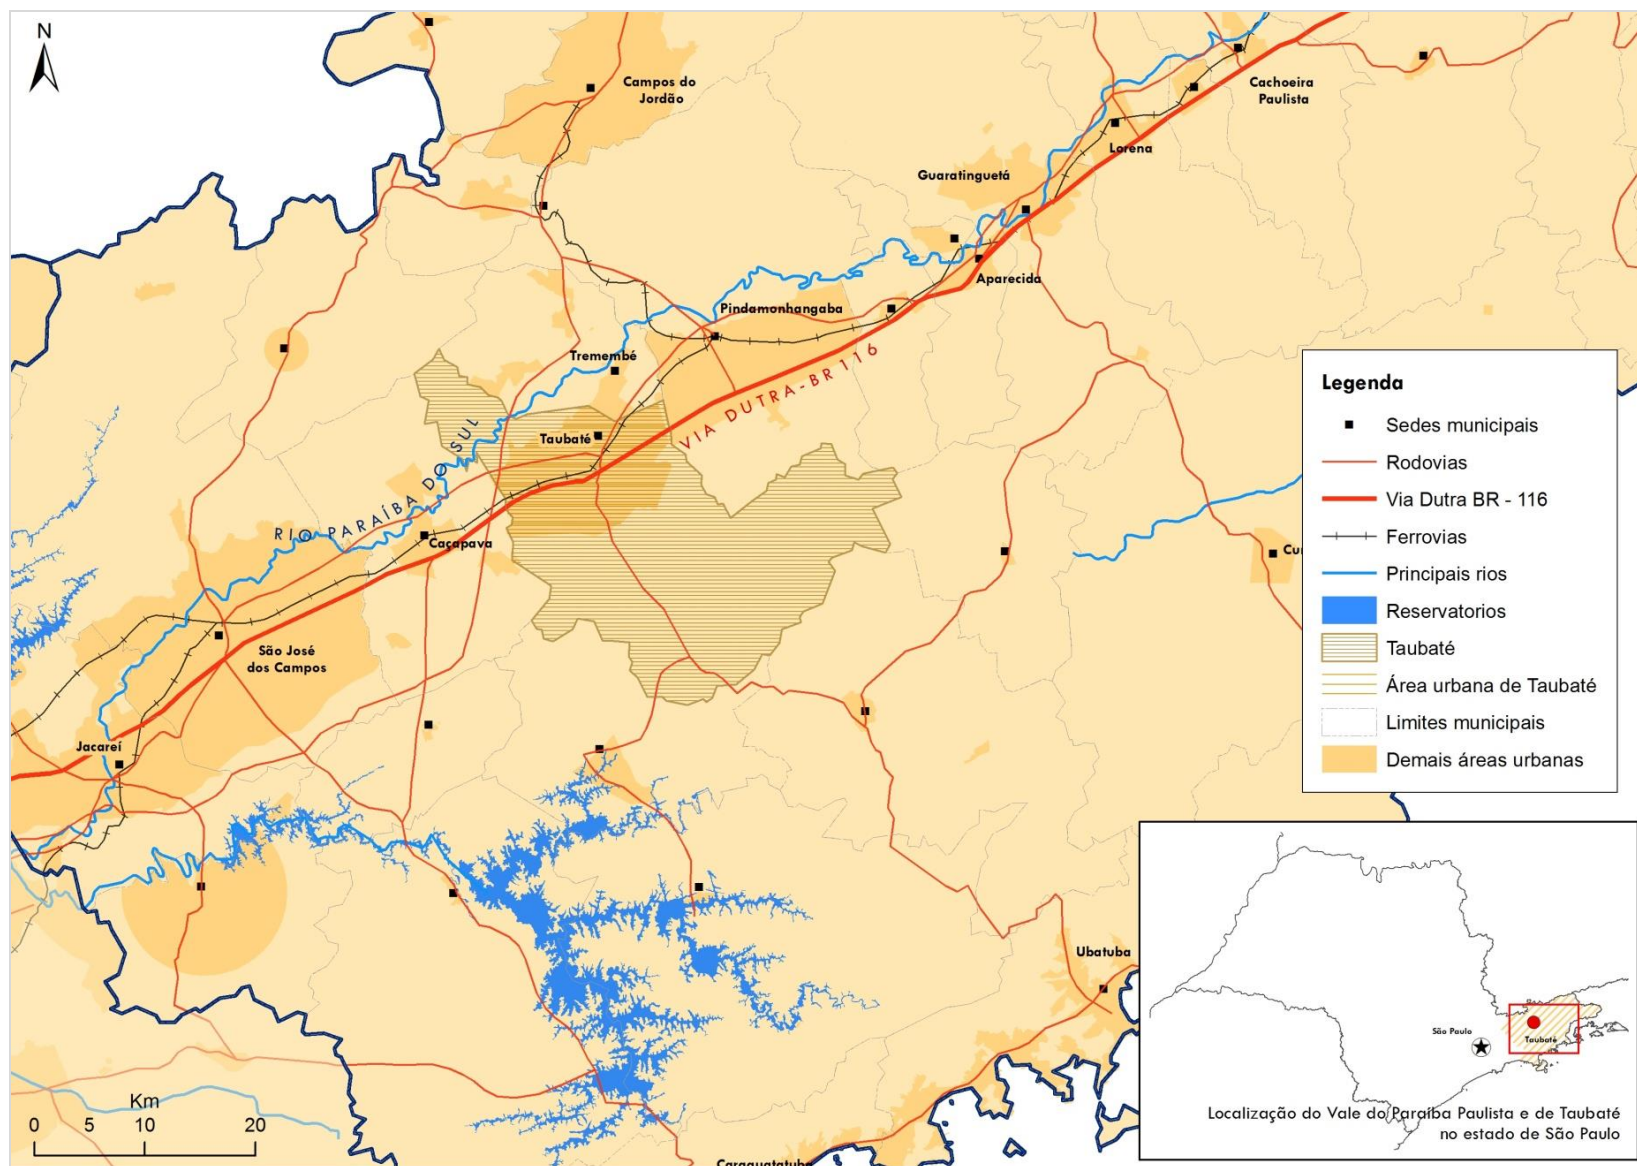 N
Campos do
Jordão
Cachoeira
Paulista
Lorena
Guaratinguetá
Aparecida
Pindamonhangaba
Tremembé
VIA DUTRA-BR 116
Taubaté
RIO PARAÍBA DO SUL
Caçapava
São José
dos Campos
Jacareí
Ubatuba
Caraguatatuba
Cu
Legenda
Sedes municipais
Rodovias
Via Dutra BR - 116
Ferrovias
Principais rios
Reservatorios
Taubaté
Área urbana de Taubaté
Limites municipais
Demais áreas urbanas
Km
0 5 10 20
São Paulo
Taubaté
Localização do Vale do Paraíba Paulista e de Taubaté
no estado de São Paulo